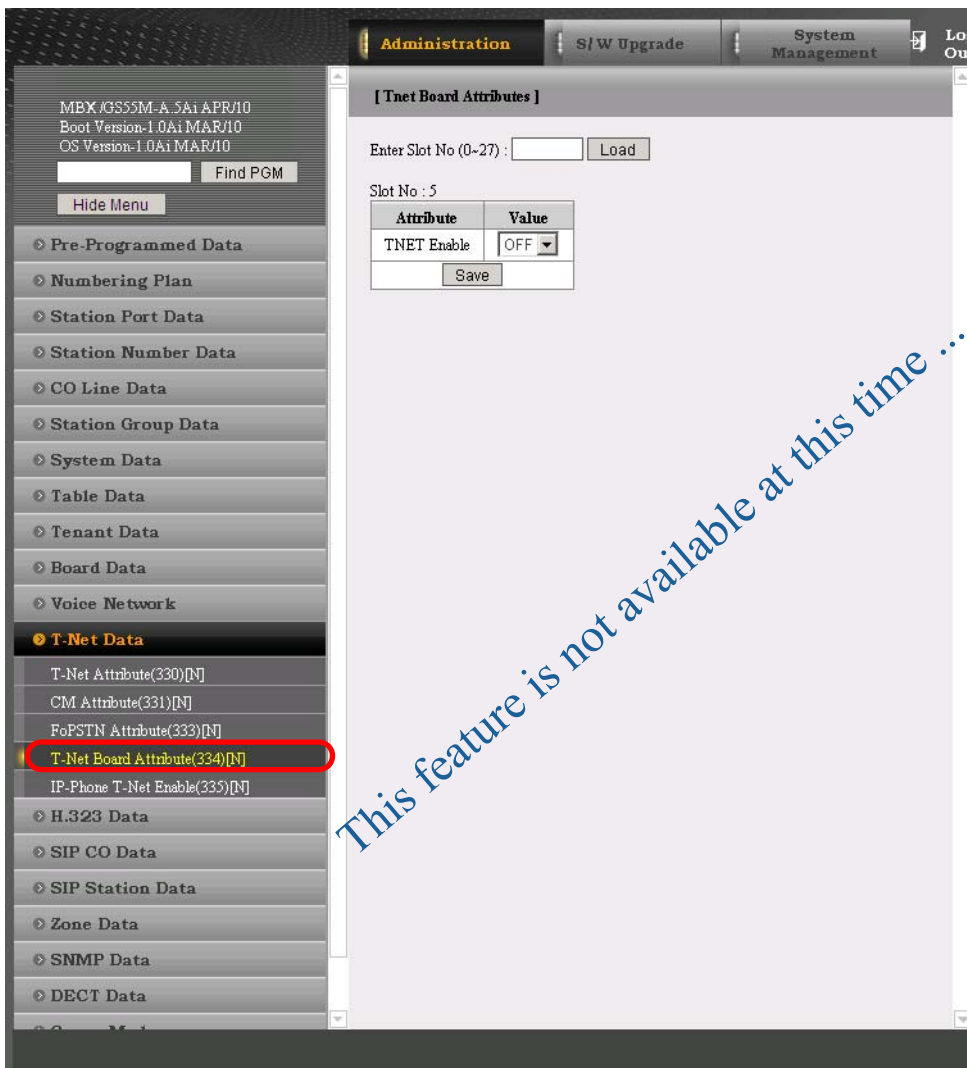 Administration
S/W Upgrade
System
Management
MBX /GS55M-A.5Ai APR/10
Boot Version-1.0Ai MAR/10
OS Version-1.0Ai MAR/10
Find PGM
Hide Menu
Pre-Programmed Data
Numbering Plan
Station Port Data
Station Number Data
CO Line Data
Station Group Data
System Data
Table Data
Tenant Data
Board Data
Voice Network
T-Net Data
T-Net Attribute(330)[N]
CM Attribute(331)[N]
FoPSTN Attribute(333)[N]
T-Net Board Attribute(334)[N]
IP-Phone T-Net Enable(335)[N]
H.323 Data
SIP CO Data
SIP Station Data
Zone Data
SNMP Data
DECT Data
[ Tnet Board Attributes ]
Enter Slot No (0~27) : Load
Slot No : 5
Attribute Value
TNET Enable OFF
Save
This feature is not available at this time ...